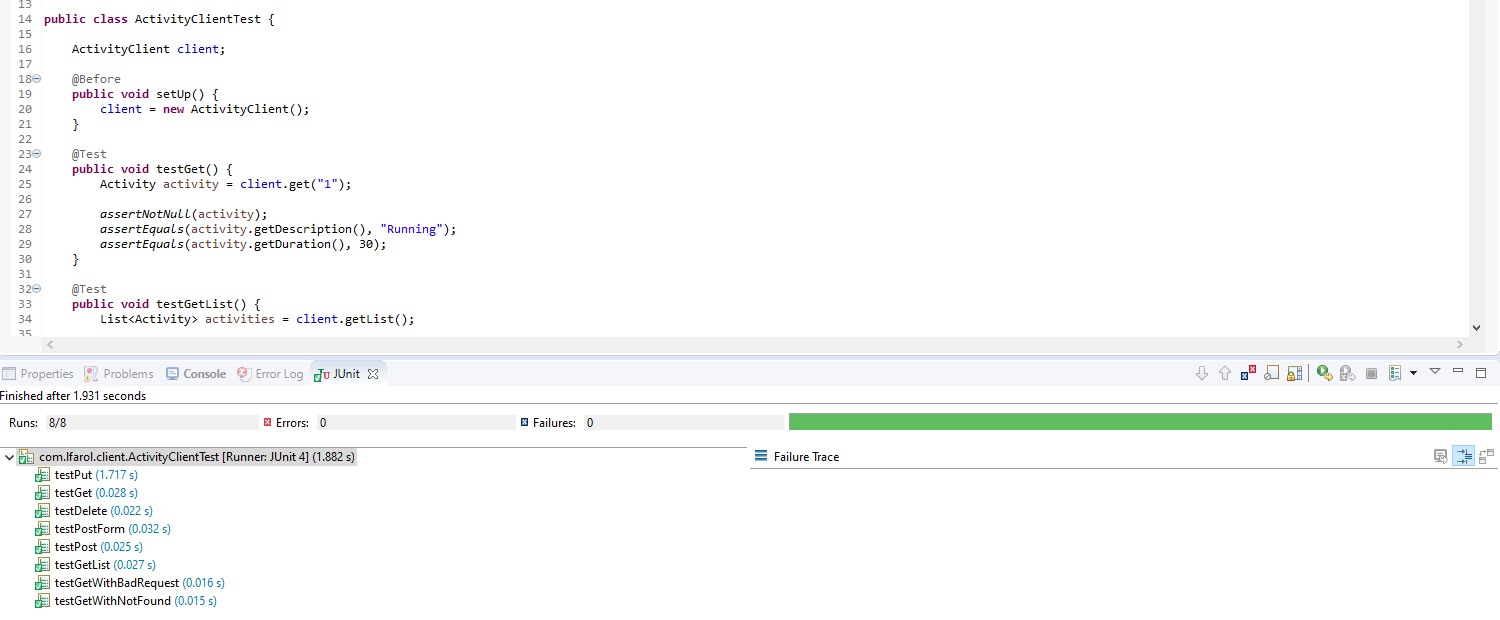 13
14 public class ActivityClientTest {
15
16     ActivityClient client;
17
18     @Before
19     public void setUp() {
20         client = new ActivityClient();
21     }
22
23     @Test
24     public void testGet() {
25         Activity activity = client.get("1");
26
27         assertNotNull(activity);
28         assertEquals(activity.getDescription(), "Running");
29         assertEquals(activity.getDuration(), 30);
30     }
31
32     @Test
33     public void testGetList() {
34         List<Activity> activities = client.getList();
35
Properties Problems Console Error Log JUnit
Finished after 1.931 seconds
Runs: 8/8 Errors: 0 Failures: 0
com.lfarol.client.ActivityClientTest [Runner: JUnit 4] (1.882 s) Failure Trace
testPut (1.717 s)
testGet (0.028 s)
testDelete (0.022 s)
testPostForm (0.032 s)
testPost (0.025 s)
testGetList (0.027 s)
testGetWithBadRequest (0.016 s)
testGetWithNotFound (0.015 s)